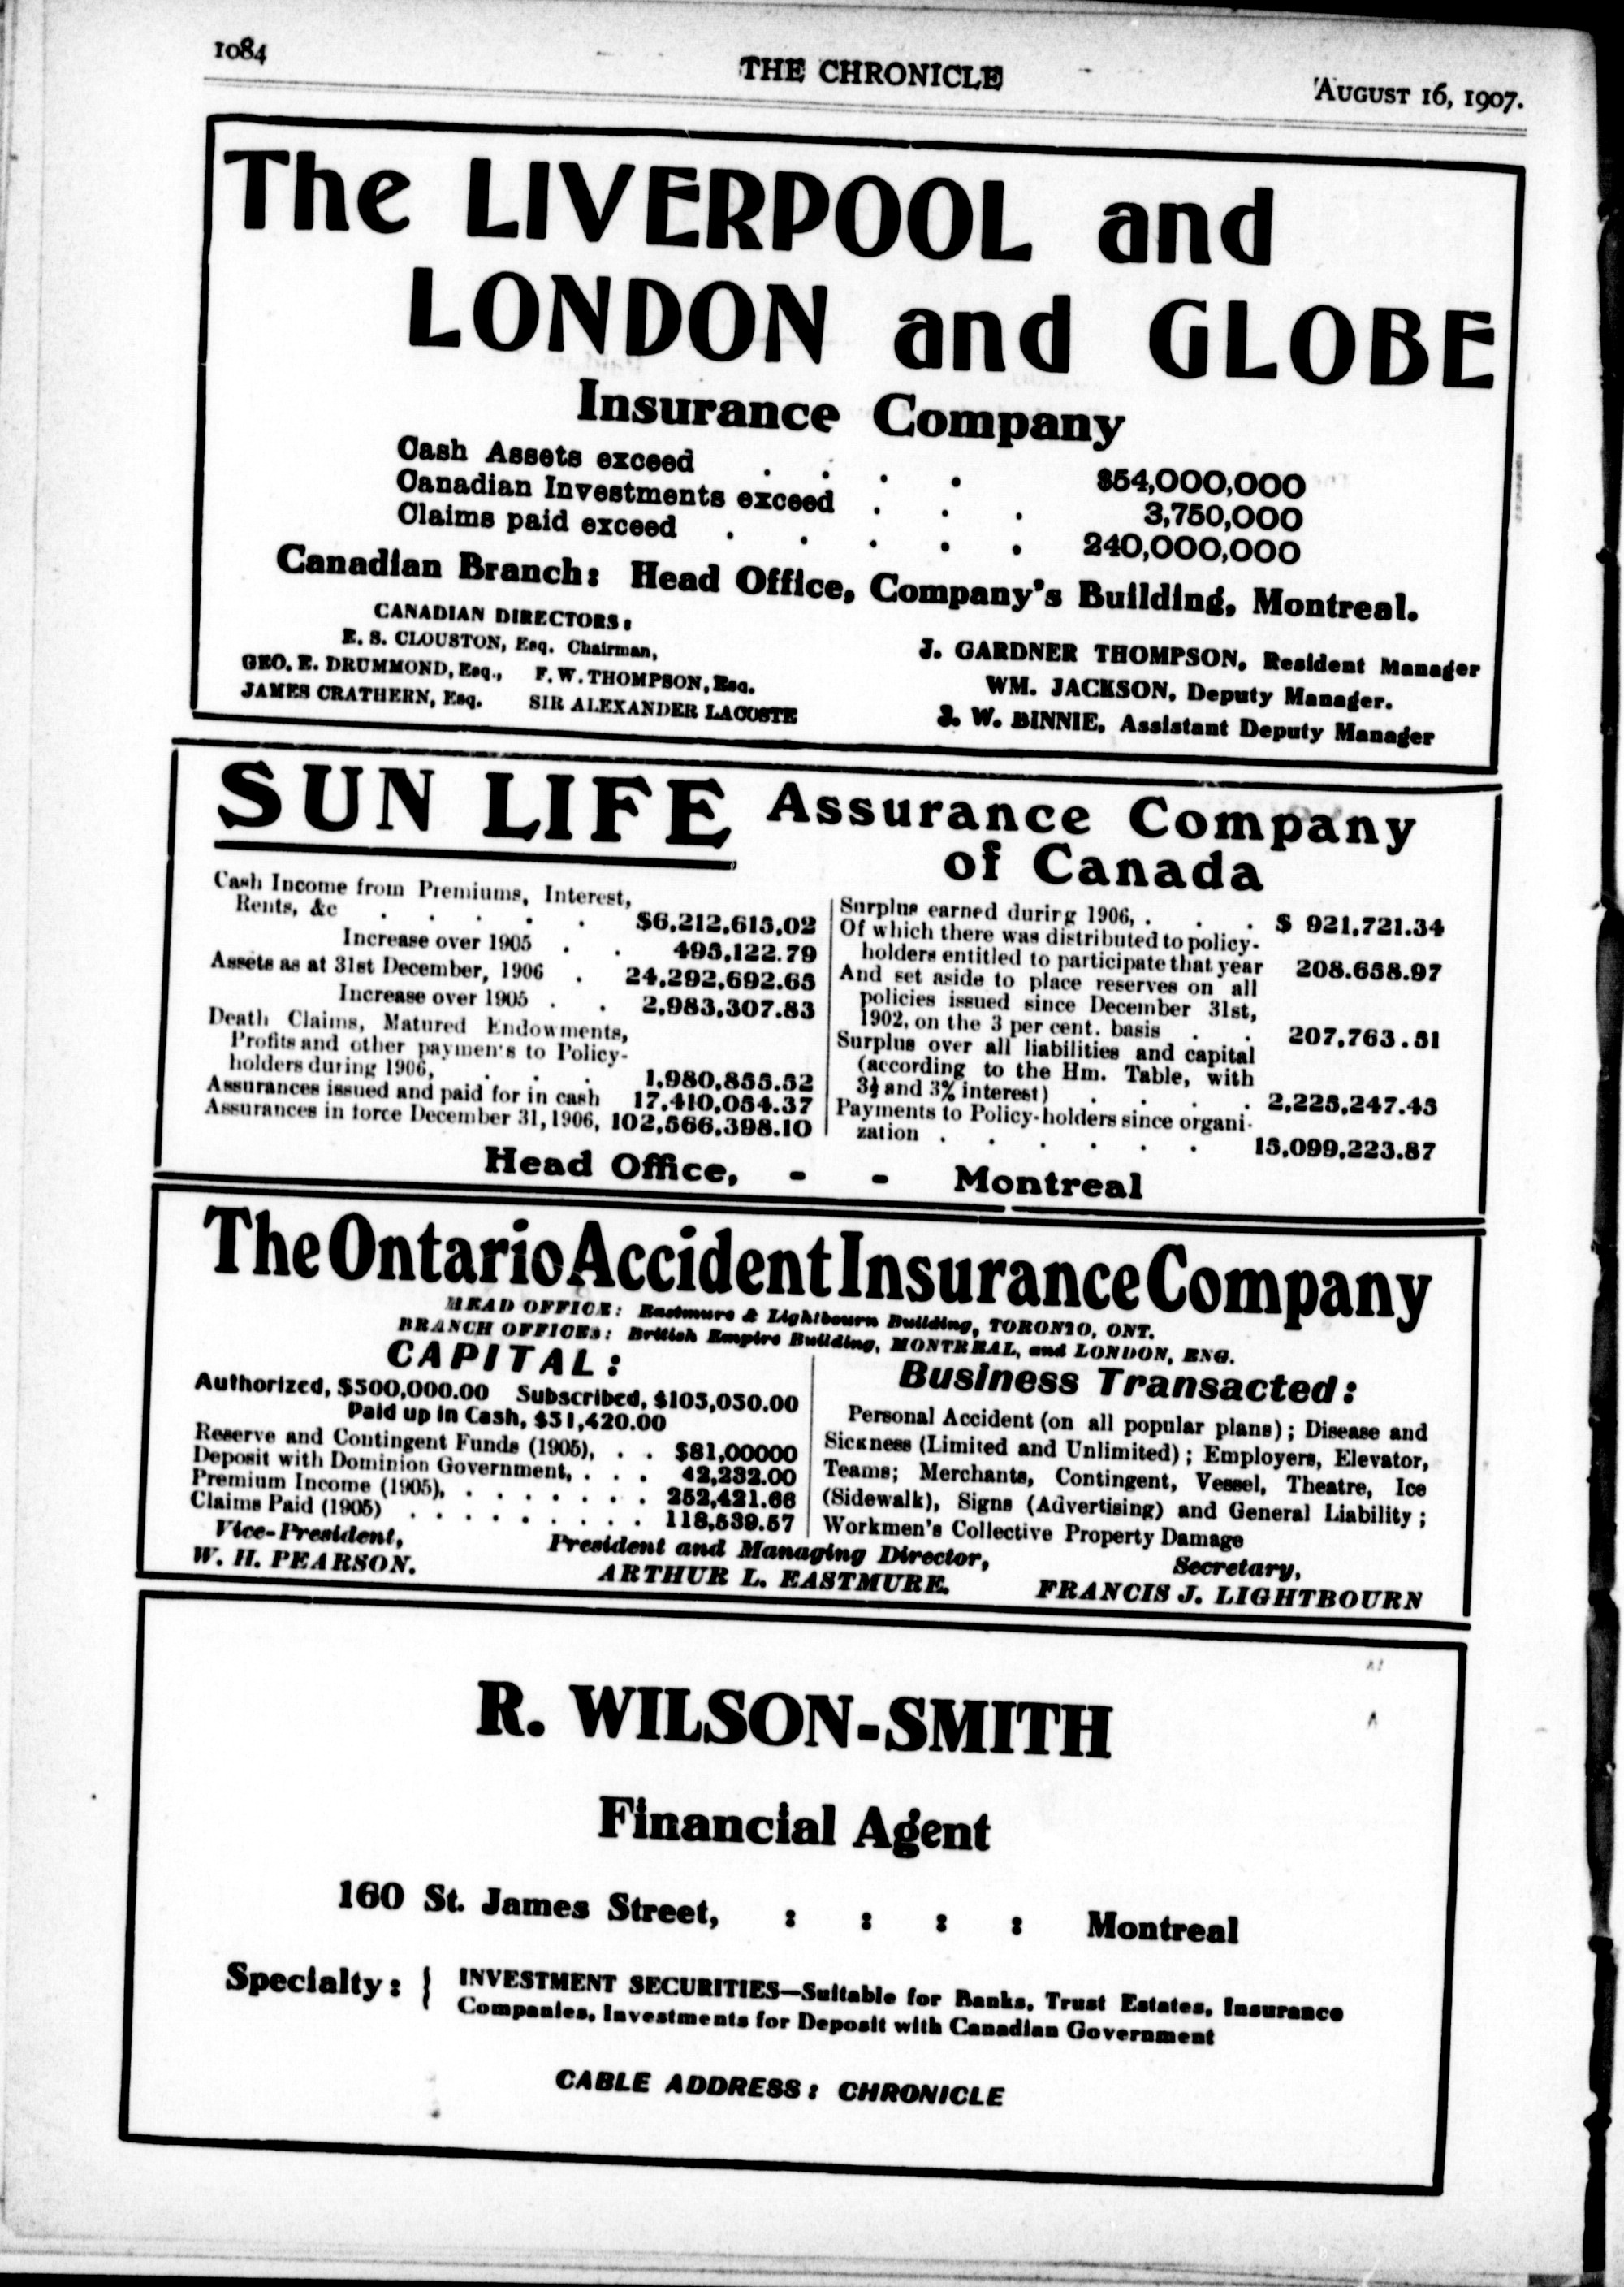 1084
THE CHRONICLE
AUGUST 16, 1907.
The LIVERPOOL and
LONDON and GLOBE
Insurance Company
Cash Assets exceed . . . . $54,000,000
Canadian Investments exceed . . . 3,750,000
Claims paid exceed . . . . . 240,000,000
Canadian Branch: Head Office, Company's Building, Montreal.
CANADIAN DIRECTORS:
E. S. CLOUSTON, Esq. Chairman,
GEO. E. DRUMMOND, Esq., F. W. THOMPSON, Esq.
JAMES CRATHERN, Esq. SIR ALEXANDER LACOSTE
J. GARDNER THOMPSON, Resident Manager
WM. JACKSON, Deputy Manager.
J. W. BINNIE, Assistant Deputy Manager
SUN LIFE Assurance Company
of Canada
Cash Income from Premiums, Interest,
Rents, &c . . . . . $6,212,615.02
Increase over 1905 . . 495,122.79
Assets as at 31st December, 1906 . 24,292,692.65
Increase over 1905 . . 2,983,307.83
Death Claims, Matured Endowments,
Profits and other payments to Policy-
holders during 1906, . . . 1,980,855.52
Assurances issued and paid for in cash 17,410,054.37
Assurances in force December 31, 1906, 102,566,398.10
Surplus earned during 1906, . . . $ 921,721.34
Of which there was distributed to policy-
holders entitled to participate that year 208.658.97
And set aside to place reserves on all
policies issued since December 31st,
1902, on the 3 per cent. basis . . 207,763.51
Surplus over all liabilities and capital
(according to the Hm. Table, with
3½ and 3% interest) . . . . 2,225,247.45
Payments to Policy-holders since organi-
zation . . . . . . 15,099,223.87
Head Office, - - Montreal
The Ontario Accident Insurance Company
HEAD OFFICE: Eastmure & Lightbourn Building, TORONTO, ONT.
BRANCH OFFICES: British Empire Building, MONTREAL, and LONDON, ENG.
CAPITAL:
Authorized, $500,000.00 Subscribed, $105,050.00
Paid up in Cash, $51,420.00
Reserve and Contingent Funds (1905), . . $81,00000
Deposit with Dominion Government, . . . 42,232.00
Premium Income (1905), . . . . . . . 252,421.66
Claims Paid (1905) . . . . . . . . . 118,539.57
Business Transacted:
Personal Accident (on all popular plans); Disease and
Sickness (Limited and Unlimited); Employers, Elevator,
Teams; Merchants, Contingent, Vessel, Theatre, Ice
(Sidewalk), Signs (Advertising) and General Liability;
Workmen's Collective Property Damage
Vice-President,
W. H. PEARSON.
President and Managing Director,
ARTHUR L. EASTMURE.
Secretary,
FRANCIS J. LIGHTBOURN
R. WILSON-SMITH
Financial Agent
160 St. James Street, : : : : Montreal
Specialty: { INVESTMENT SECURITIES—Suitable for Banks, Trust Estates, Insurance
Companies, Investments for Deposit with Canadian Government
CABLE ADDRESS: CHRONICLE